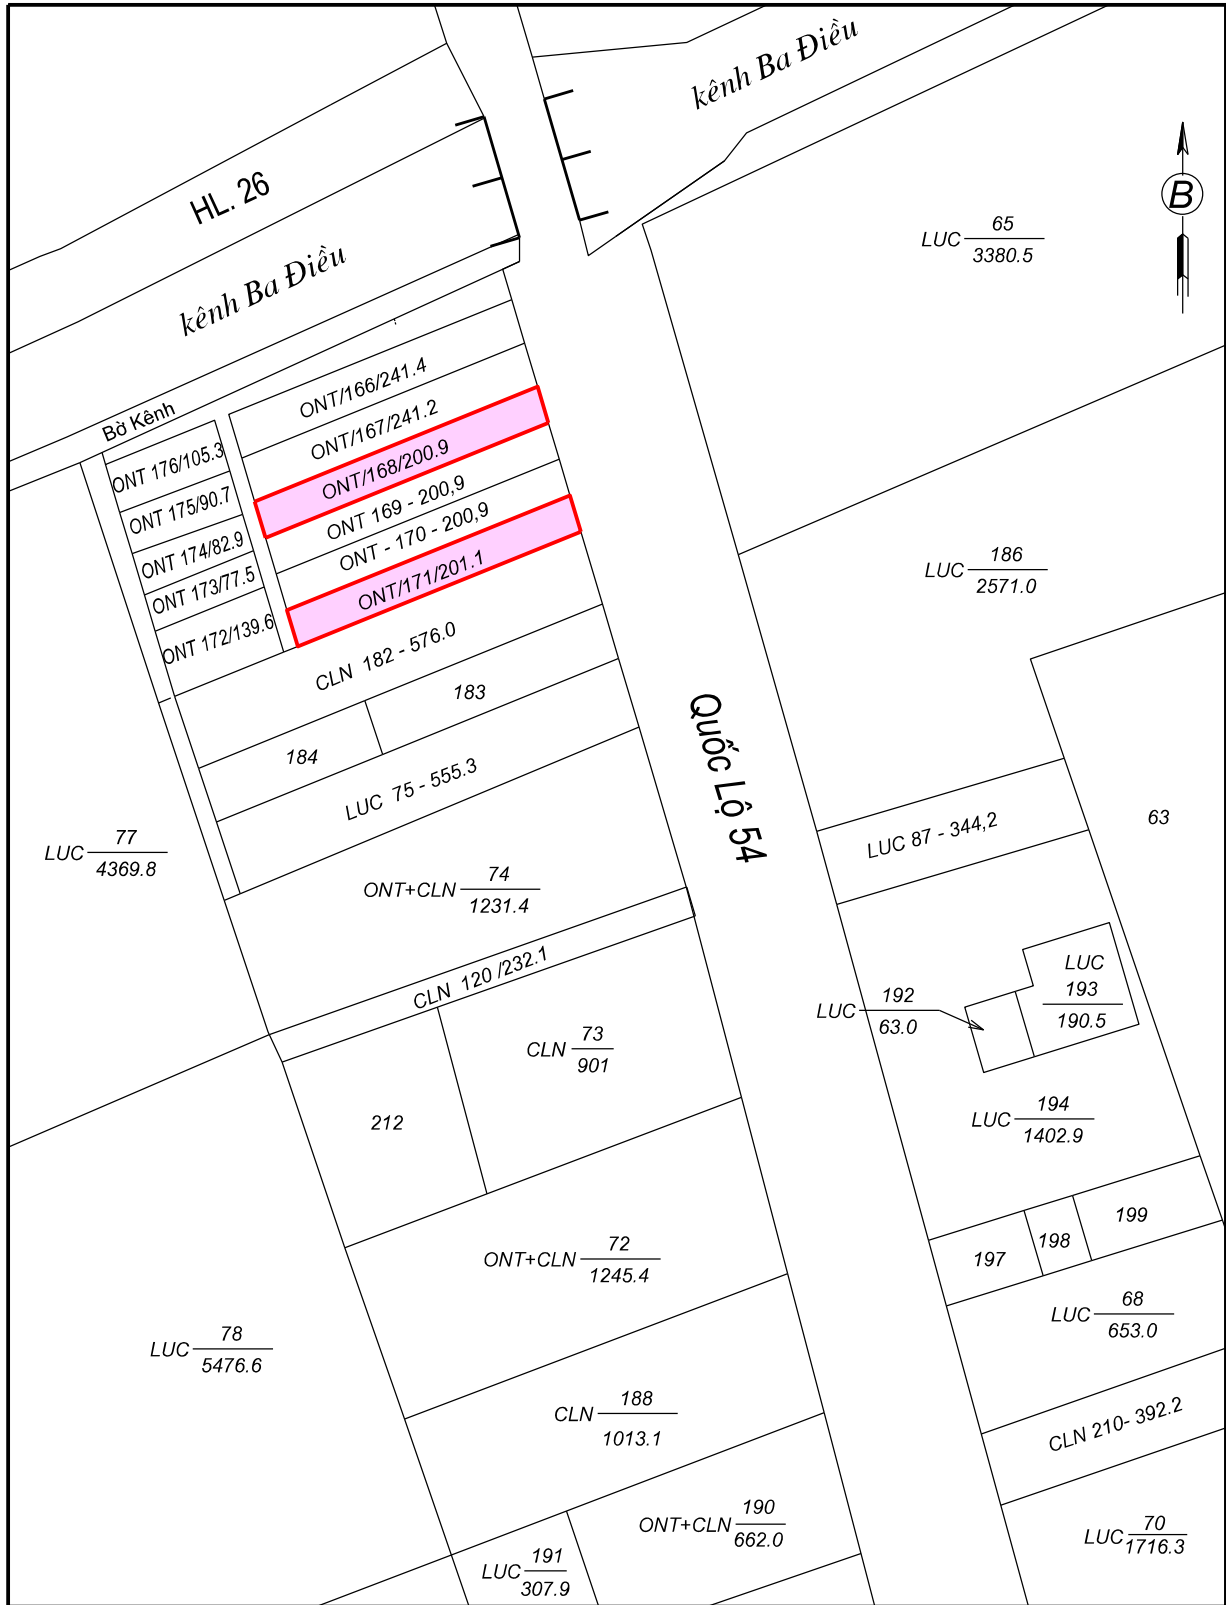 kênh Ba Điều
HL. 26
B
kênh Ba Điều
65
LUC
3380.5
Bờ Kênh
ONT/166/241.4
ONT/167/241.2
ONT/168/200.9
ONT 169 - 200,9
ONT - 170 - 200,9
ONT/171/201.1
ONT 176/105.3
ONT 175/90.7
ONT 174/82.9
ONT 173/77.5
ONT 172/139.6
186
LUC
2571.0
CLN 182 - 576.0
183
184
LUC 75 - 555.3
Quốc Lộ 54
77
LUC
4369.8
63
LUC 87 - 344,2
74
ONT+CLN
1231.4
CLN 120 /232.1
LUC
193
190.5
192
LUC
63.0
73
CLN
901
212
194
LUC
1402.9
197
198
199
72
ONT+CLN
1245.4
68
LUC
653.0
78
LUC
5476.6
188
CLN
1013.1
CLN 210- 392.2
190
ONT+CLN
662.0
70
LUC
1716.3
191
LUC
307.9